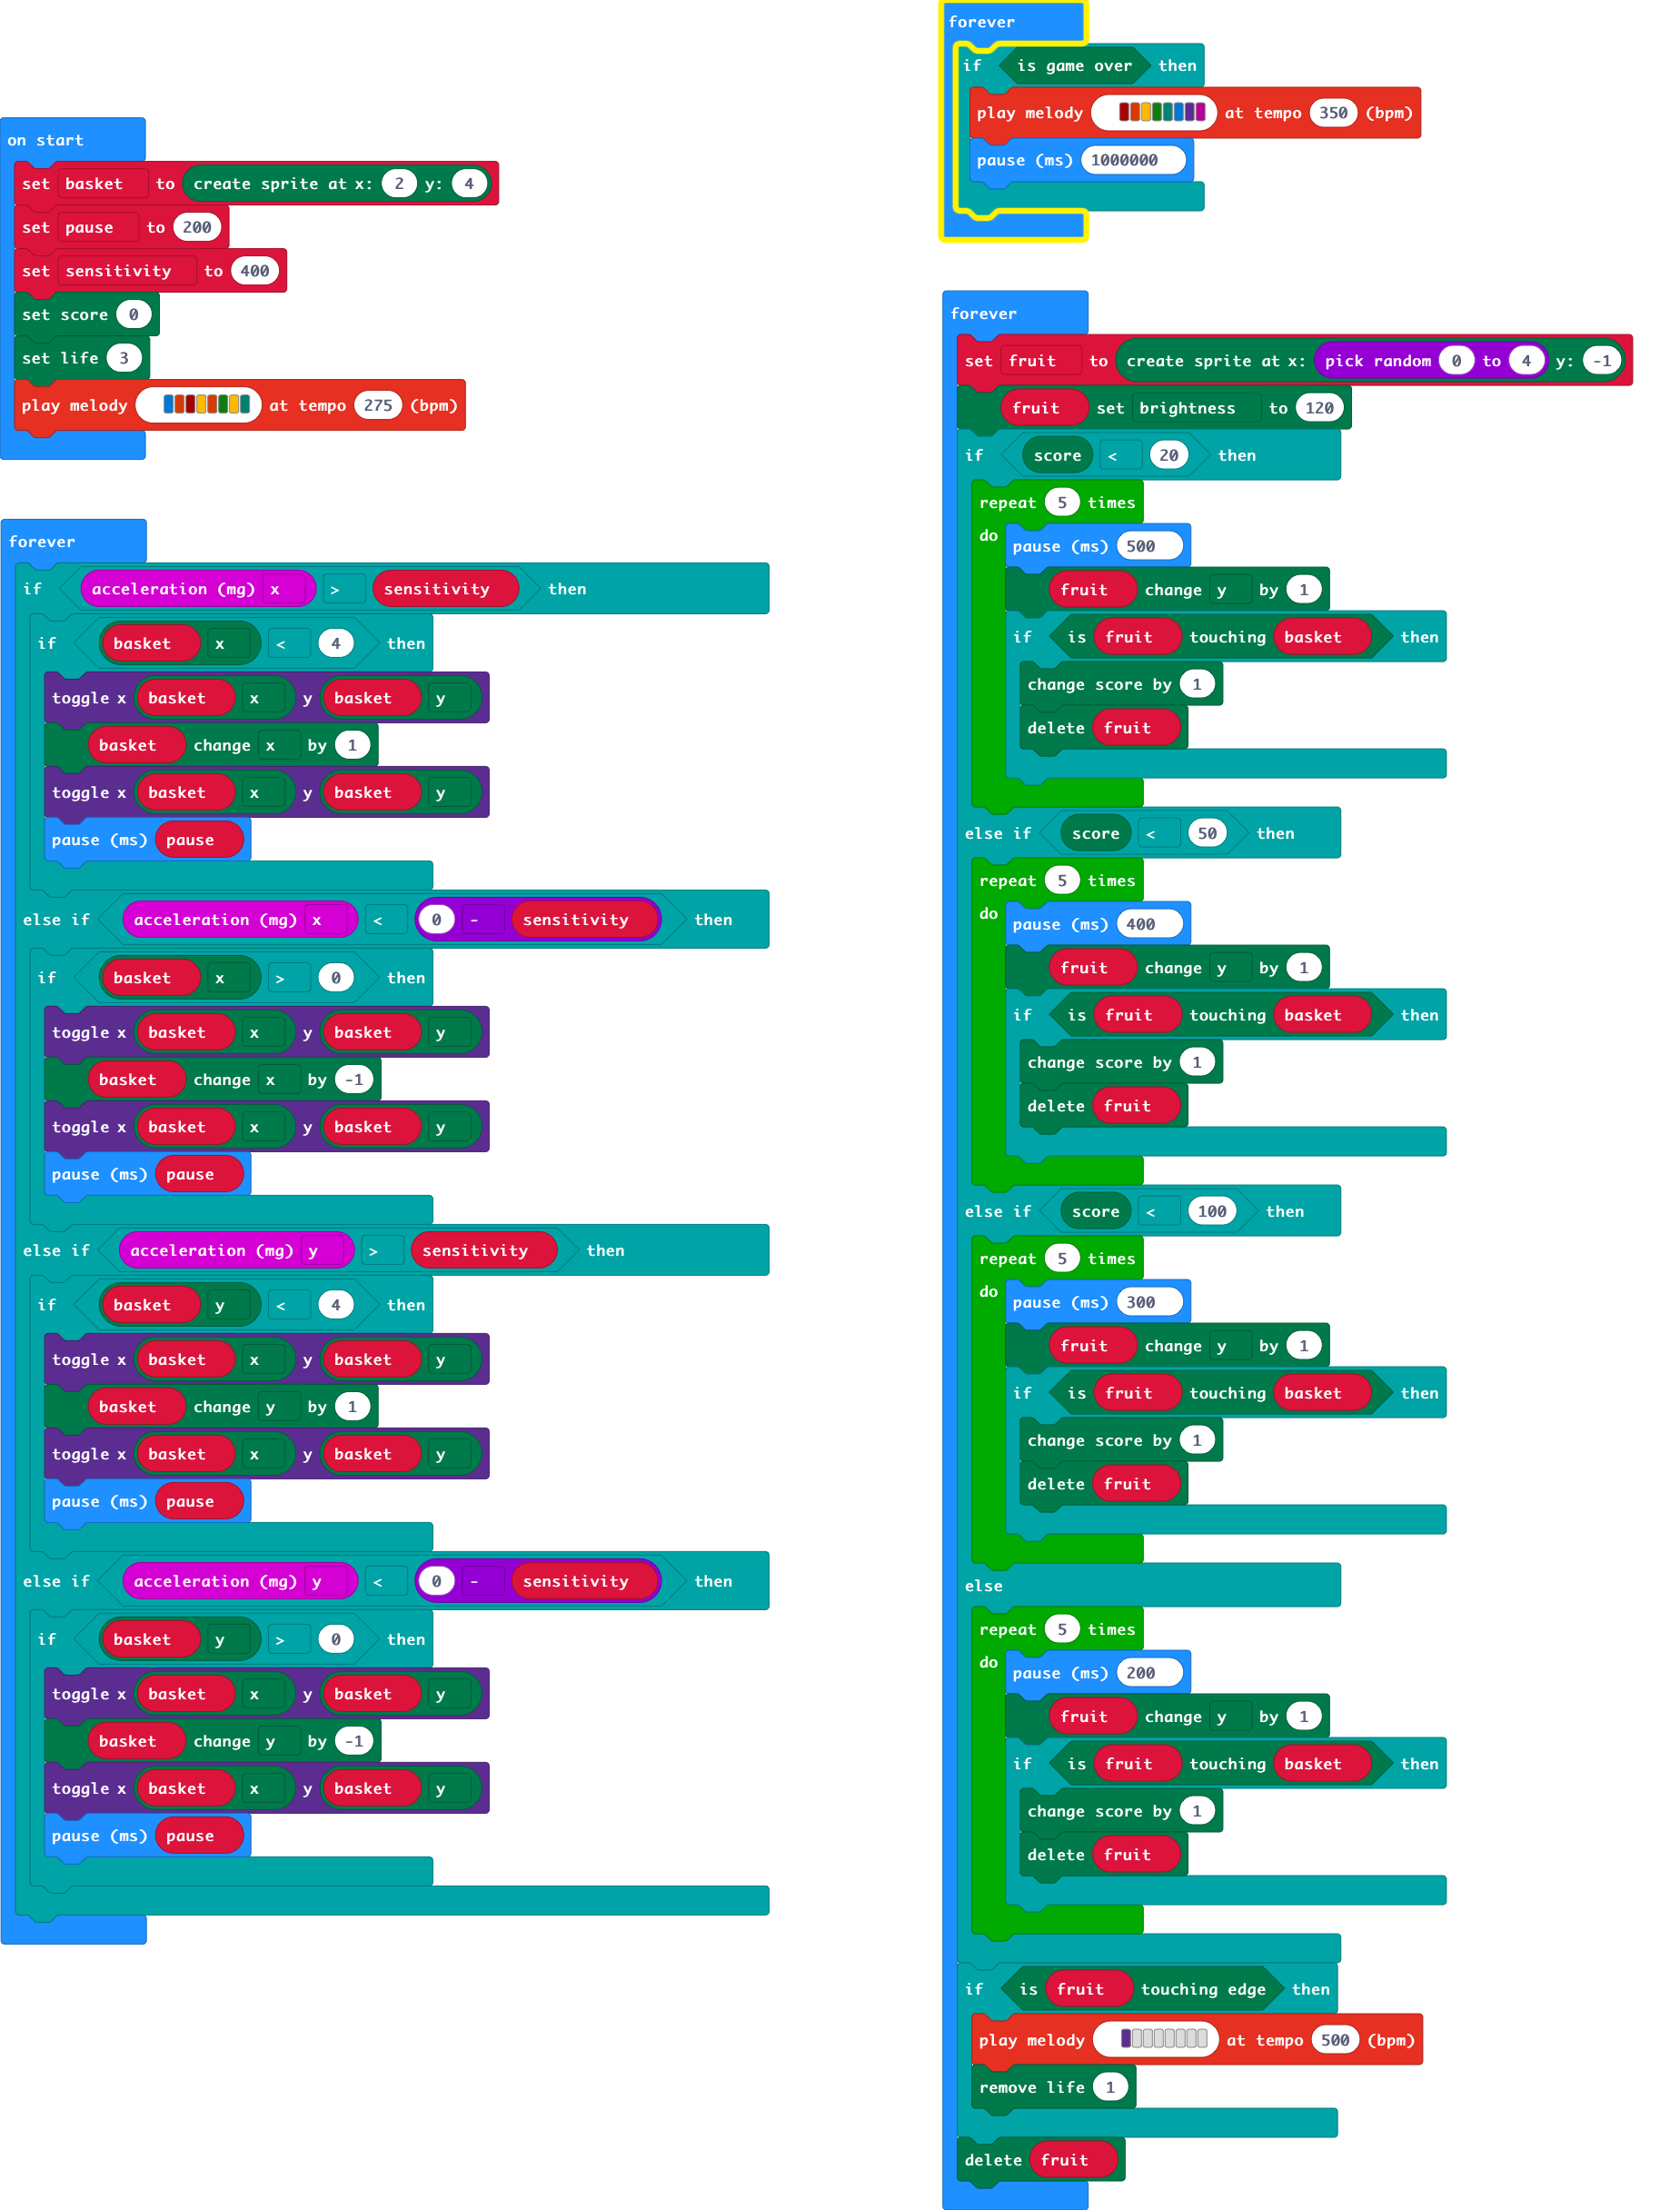 on start
set basket to create sprite at x: 2 y: 4
set pause to 200
set sensitivity to 400
set score 0
set life 3
play melody at tempo 275 (bpm)
forever
if acceleration (mg) x > sensitivity then
if basket x < 4 then
toggle x basket x y basket y
basket change x by 1
toggle x basket x y basket y
pause (ms) pause
else if acceleration (mg) x < 0 - sensitivity then
if basket x > 0 then
toggle x basket x y basket y
basket change x by -1
toggle x basket x y basket y
pause (ms) pause
else if acceleration (mg) y > sensitivity then
if basket y < 4 then
toggle x basket x y basket y
basket change y by 1
toggle x basket x y basket y
pause (ms) pause
else if acceleration (mg) y < 0 - sensitivity then
if basket y > 0 then
toggle x basket x y basket y
basket change y by -1
toggle x basket x y basket y
pause (ms) pause
forever
if is game over then
play melody at tempo 350 (bpm)
pause (ms) 1000000
forever
set fruit to create sprite at x: pick random 0 to 4 y: -1
fruit set brightness to 120
if score < 20 then
repeat 5 times
do pause (ms) 500
fruit change y by 1
if is fruit touching basket then
change score by 1
delete fruit
else if score < 50 then
repeat 5 times
do pause (ms) 400
fruit change y by 1
if is fruit touching basket then
change score by 1
delete fruit
else if score < 100 then
repeat 5 times
do pause (ms) 300
fruit change y by 1
if is fruit touching basket then
change score by 1
delete fruit
else
repeat 5 times
do pause (ms) 200
fruit change y by 1
if is fruit touching basket then
change score by 1
delete fruit
if is fruit touching edge then
play melody at tempo 500 (bpm)
remove life 1
delete fruit